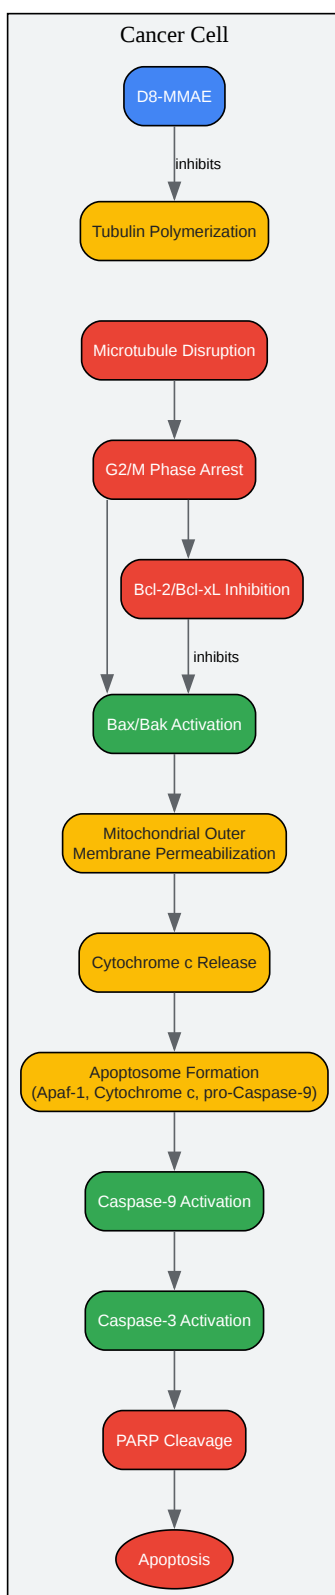 Cancer Cell
D8-MMAE
inhibits
Tubulin Polymerization
Microtubule Disruption
G2/M Phase Arrest
Bcl-2/Bcl-xL Inhibition
inhibits
Bax/Bak Activation
Mitochondrial Outer
Membrane Permeabilization
Cytochrome c Release
Apoptosome Formation
(Apaf-1, Cytochrome c, pro-Caspase-9)
Caspase-9 Activation
Caspase-3 Activation
PARP Cleavage
Apoptosis